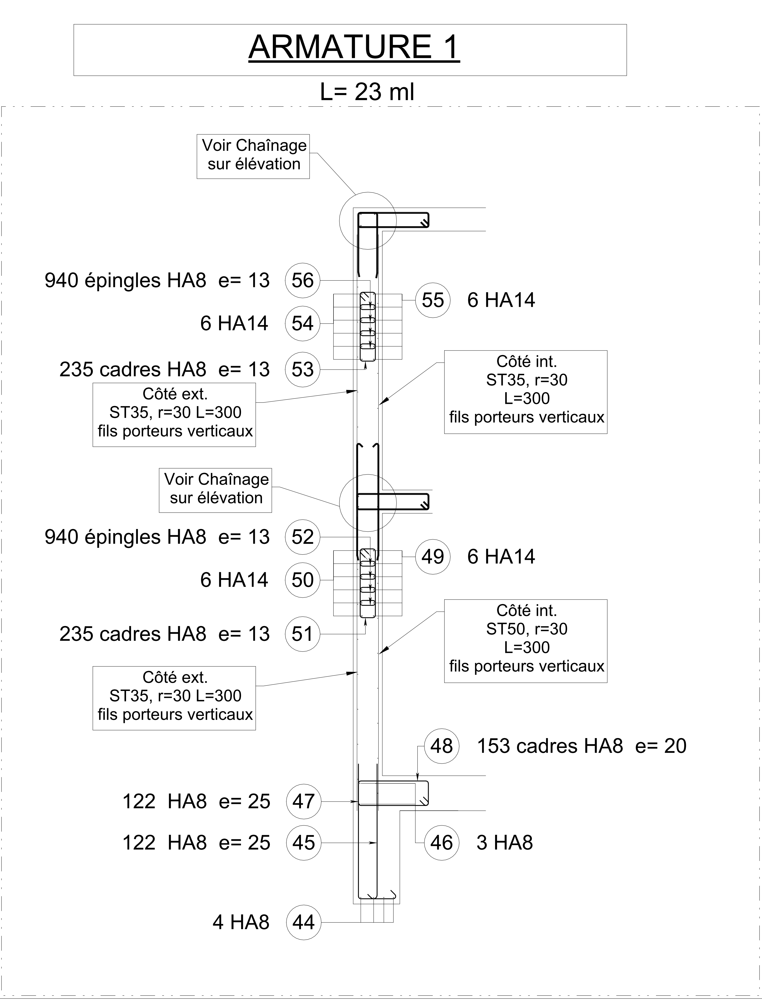 ARMATURE 1
L= 23 ml
Voir Chaînage
sur élévation
940 épingles HA8 e= 13 56
55 6 HA14
6 HA14 54
235 cadres HA8 e= 13 53
Côté int.
ST35, r=30
L=300
fils porteurs verticaux
Côté ext.
ST35, r=30 L=300
fils porteurs verticaux
Voir Chaînage
sur élévation
940 épingles HA8 e= 13 52
49 6 HA14
6 HA14 50
235 cadres HA8 e= 13 51
Côté int.
ST50, r=30
L=300
fils porteurs verticaux
Côté ext.
ST35, r=30 L=300
fils porteurs verticaux
48 153 cadres HA8 e= 20
122 HA8 e= 25 47
122 HA8 e= 25 45
46 3 HA8
4 HA8 44